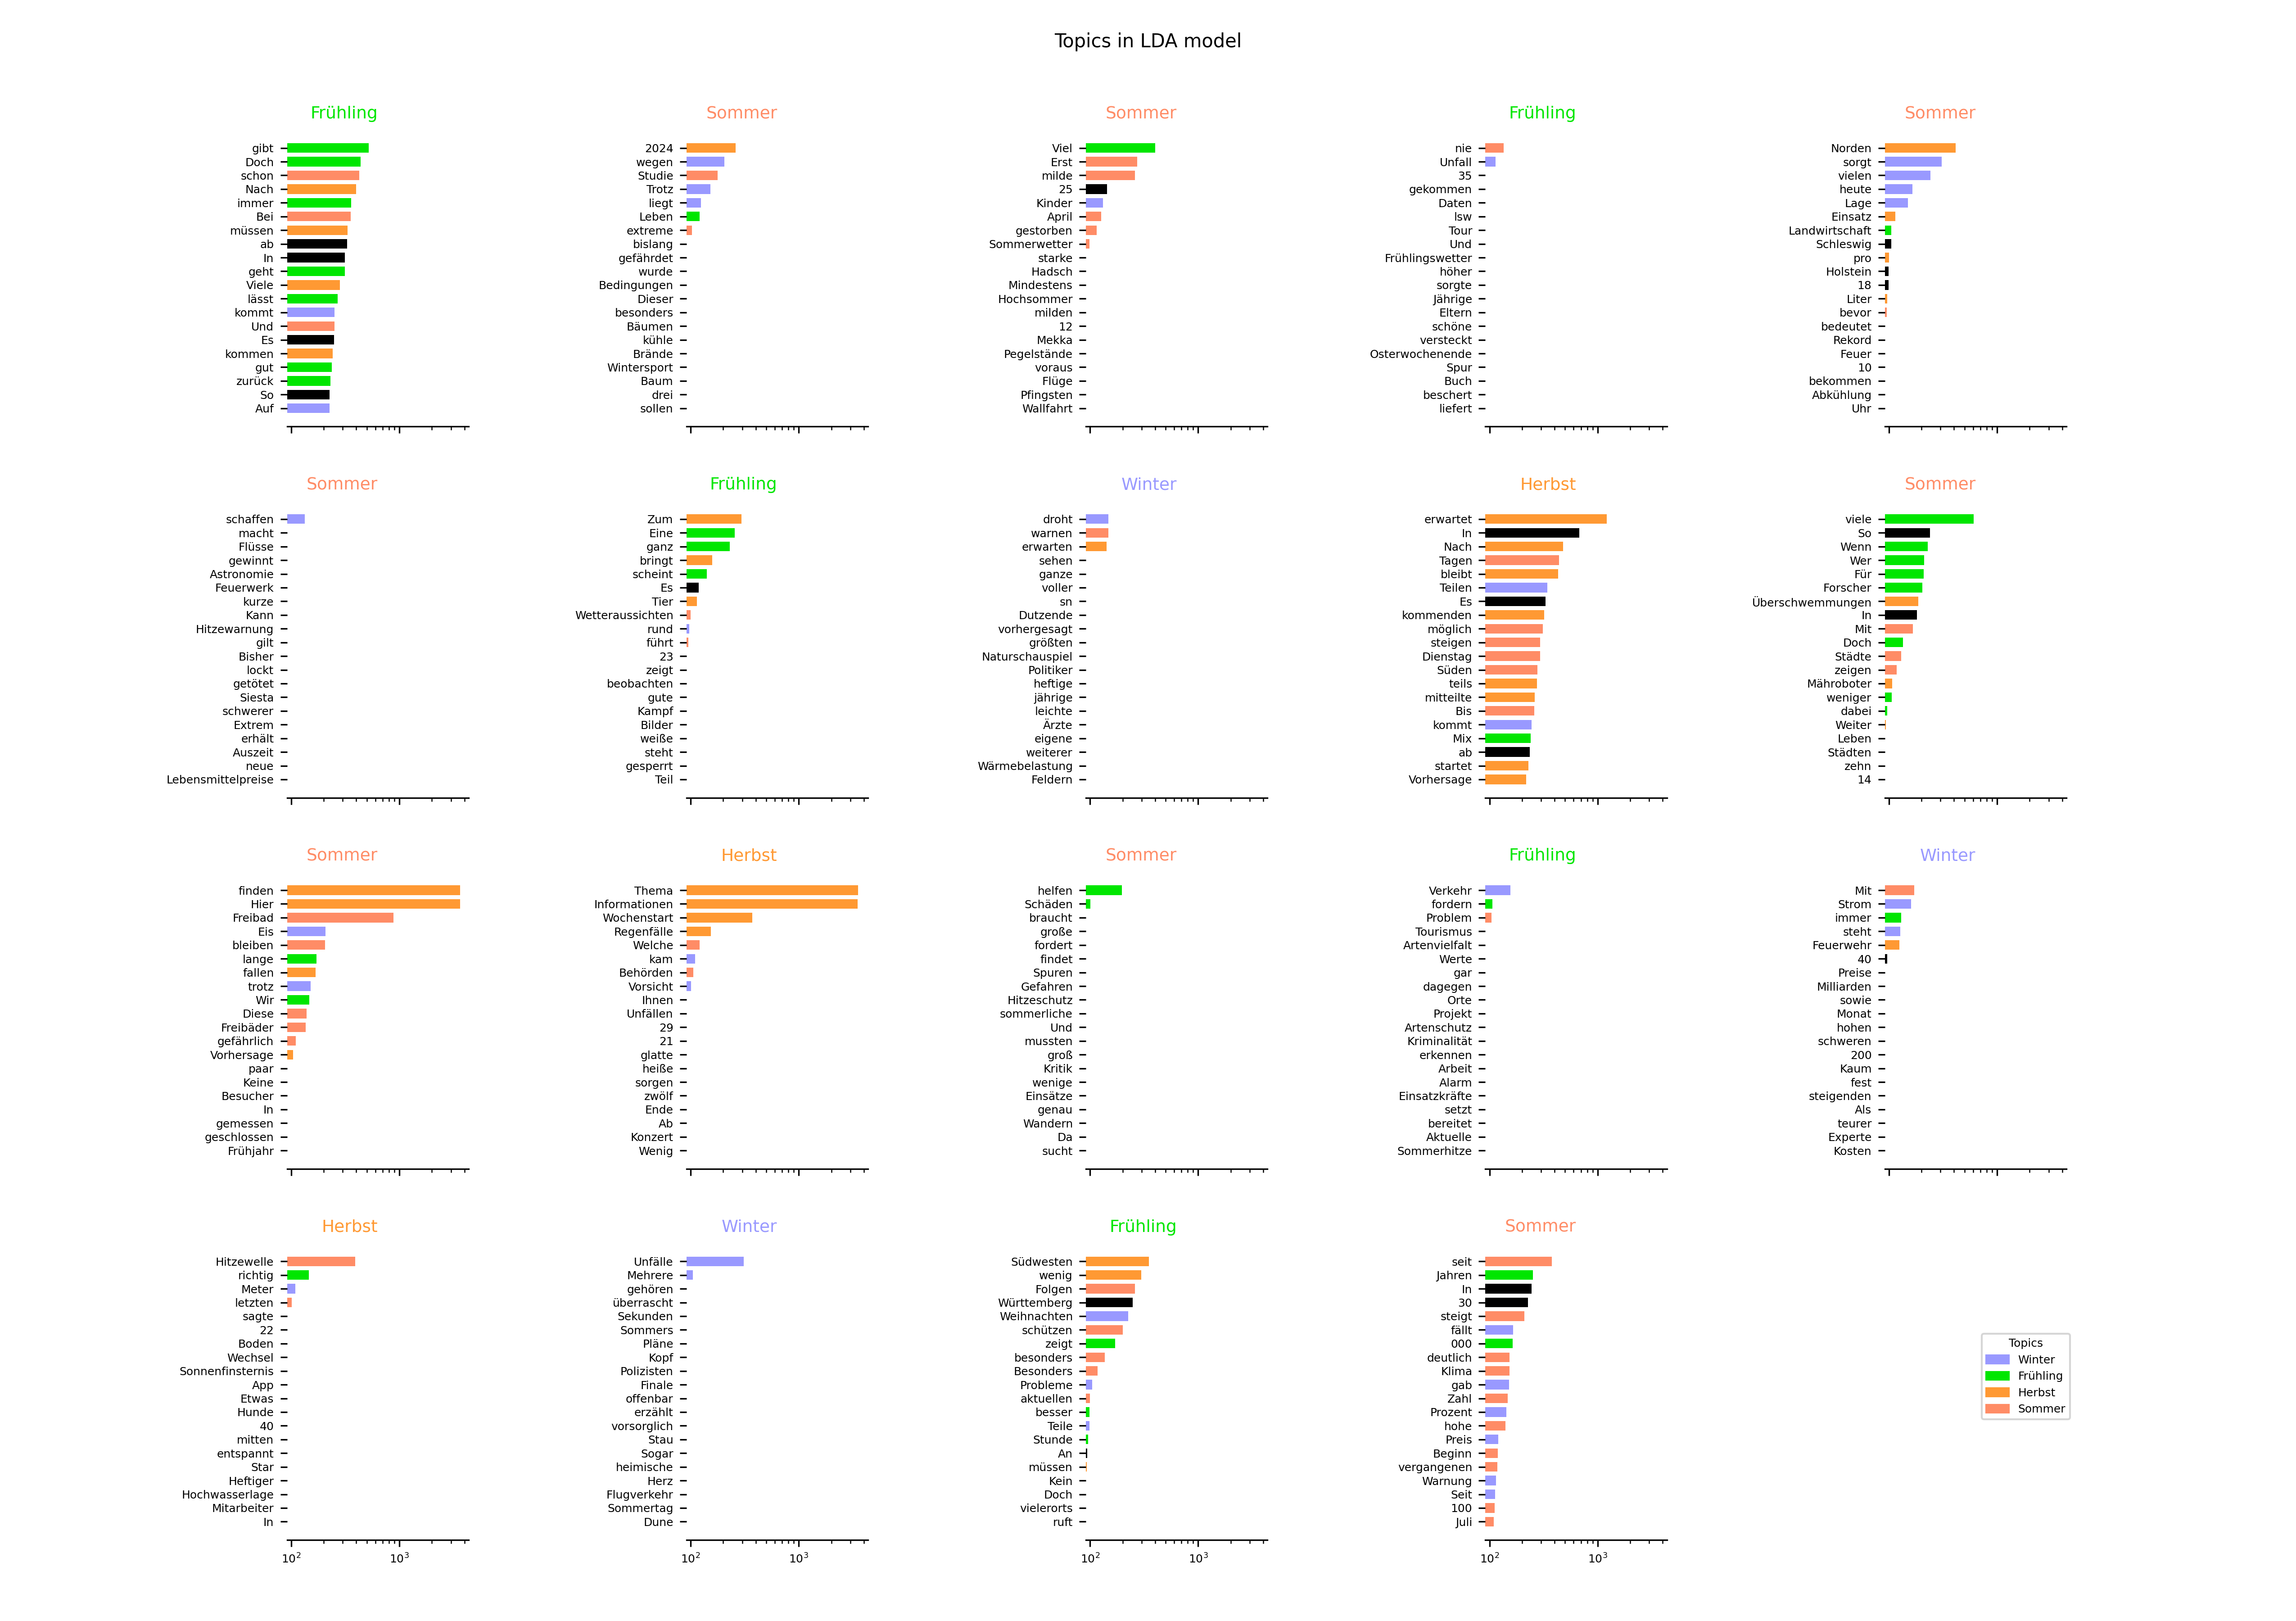 Topics in LDA model
Frühling
gibt
Doch
schon
Nach
immer
Bei
müssen
ab
In
geht
Viele
lässt
kommt
Und
Es
kommen
gut
zurück
So
Auf
Sommer
2024
wegen
Studie
Trotz
liegt
Leben
extreme
bislang
gefährdet
wurde
Bedingungen
Dieser
besonders
Bäumen
kühle
Brände
Wintersport
Baum
drei
sollen
Sommer
Viel
Erst
milde
25
Kinder
April
gestorben
Sommerwetter
starke
Hadsch
Mindestens
Hochsommer
milden
12
Mekka
Pegelstände
voraus
Flüge
Pfingsten
Wallfahrt
Frühling
nie
Unfall
35
gekommen
Daten
lsw
Tour
Und
Frühlingswetter
höher
sorgte
Jährige
Eltern
schöne
versteckt
Osterwochenende
Spur
Buch
beschert
liefert
Sommer
Norden
sorgt
vielen
heute
Lage
Einsatz
Landwirtschaft
Schleswig
pro
Holstein
18
Liter
bevor
bedeutet
Rekord
Feuer
10
bekommen
Abkühlung
Uhr
Sommer
schaffen
macht
Flüsse
gewinnt
Astronomie
Feuerwerk
kurze
Kann
Hitzewarnung
gilt
Bisher
lockt
getötet
Siesta
schwerer
Extrem
erhält
Auszeit
neue
Lebensmittelpreise
Frühling
Zum
Eine
ganz
bringt
scheint
Es
Tier
Wetteraussichten
rund
führt
23
zeigt
beobachten
gute
Kampf
Bilder
weiße
steht
gesperrt
Teil
Winter
droht
warnen
erwarten
sehen
ganze
voller
sn
Dutzende
vorhergesagt
größten
Naturschauspiel
Politiker
heftige
jährige
leichte
Ärzte
eigene
weiterer
Wärmebelastung
Feldern
Herbst
erwartet
In
Nach
Tagen
bleibt
Teilen
Es
kommenden
möglich
steigen
Dienstag
Süden
teils
mitteilte
Bis
kommt
Mix
ab
startet
Vorhersage
Sommer
viele
So
Wenn
Wer
Für
Forscher
Überschwemmungen
In
Mit
Doch
Städte
zeigen
Mähroboter
weniger
dabei
Weiter
Leben
Städten
zehn
14
Sommer
finden
Hier
Freibad
Eis
bleiben
lange
fallen
trotz
Wir
Diese
Freibäder
gefährlich
Vorhersage
paar
Keine
Besucher
In
gemessen
geschlossen
Frühjahr
Herbst
Thema
Informationen
Wochenstart
Regenfälle
Welche
kam
Behörden
Vorsicht
Ihnen
Unfällen
29
21
glatte
heiße
sorgen
zwölf
Ende
Ab
Konzert
Wenig
Sommer
helfen
Schäden
braucht
große
fordert
findet
Spuren
Gefahren
Hitzeschutz
sommerliche
Und
mussten
groß
Kritik
wenige
Einsätze
genau
Wandern
Da
sucht
Frühling
Verkehr
fordern
Problem
Tourismus
Artenvielfalt
Werte
gar
dagegen
Orte
Projekt
Artenschutz
Kriminalität
erkennen
Arbeit
Alarm
Einsatzkräfte
setzt
bereitet
Aktuelle
Sommerhitze
Winter
Mit
Strom
immer
steht
Feuerwehr
40
Preise
Milliarden
sowie
Monat
hohen
schweren
200
Kaum
fest
steigenden
Als
teurer
Experte
Kosten
Herbst
Hitzewelle
richtig
Meter
letzten
sagte
22
Boden
Wechsel
Sonnenfinsternis
App
Etwas
Hunde
40
mitten
entspannt
Star
Heftiger
Hochwasserlage
Mitarbeiter
In
10² 10³
Winter
Unfälle
Mehrere
gehören
überrascht
Sekunden
Sommers
Pläne
Kopf
Polizisten
Finale
offenbar
erzählt
vorsorglich
Stau
Sogar
heimische
Herz
Flugverkehr
Sommertag
Dune
10² 10³
Frühling
Südwesten
wenig
Folgen
Württemberg
Weihnachten
schützen
zeigt
besonders
Besonders
Probleme
aktuellen
besser
Teile
Stunde
An
müssen
Kein
Doch
vielerorts
ruft
10² 10³
Sommer
seit
Jahren
In
30
steigt
fällt
000
deutlich
Klima
gab
Zahl
Prozent
hohe
Preis
Beginn
vergangenen
Warnung
Seit
100
Juli
10² 10³
Topics
Winter
Frühling
Herbst
Sommer